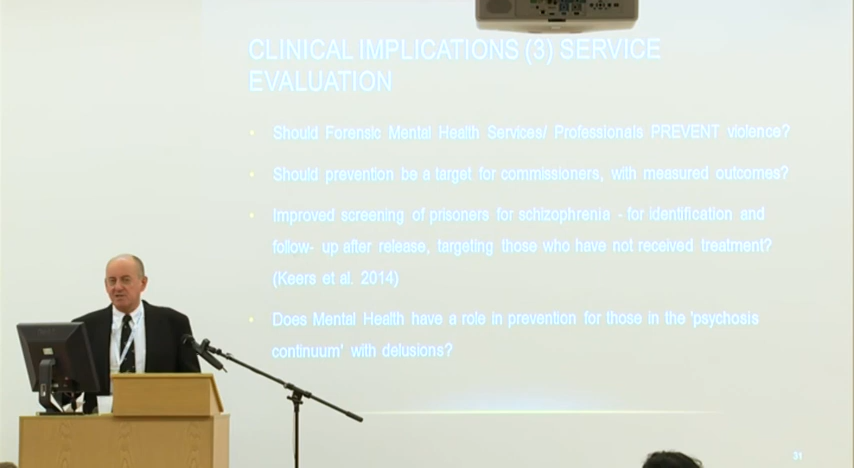 CLINICAL IMPLICATIONS (3) SERVICE
EVALUATION
• Should Forensic Mental Health Services/ Professionals PREVENT violence?
• Should prevention be a target for commissioners, with measured outcomes?
• Improved screening of prisoners for schizophrenia - for identification and
follow- up after release, targeting those who have not received treatment?
(Keers et al. 2014)
• Does Mental Health have a role in prevention for those in the 'psychosis
continuum' with delusions?
31